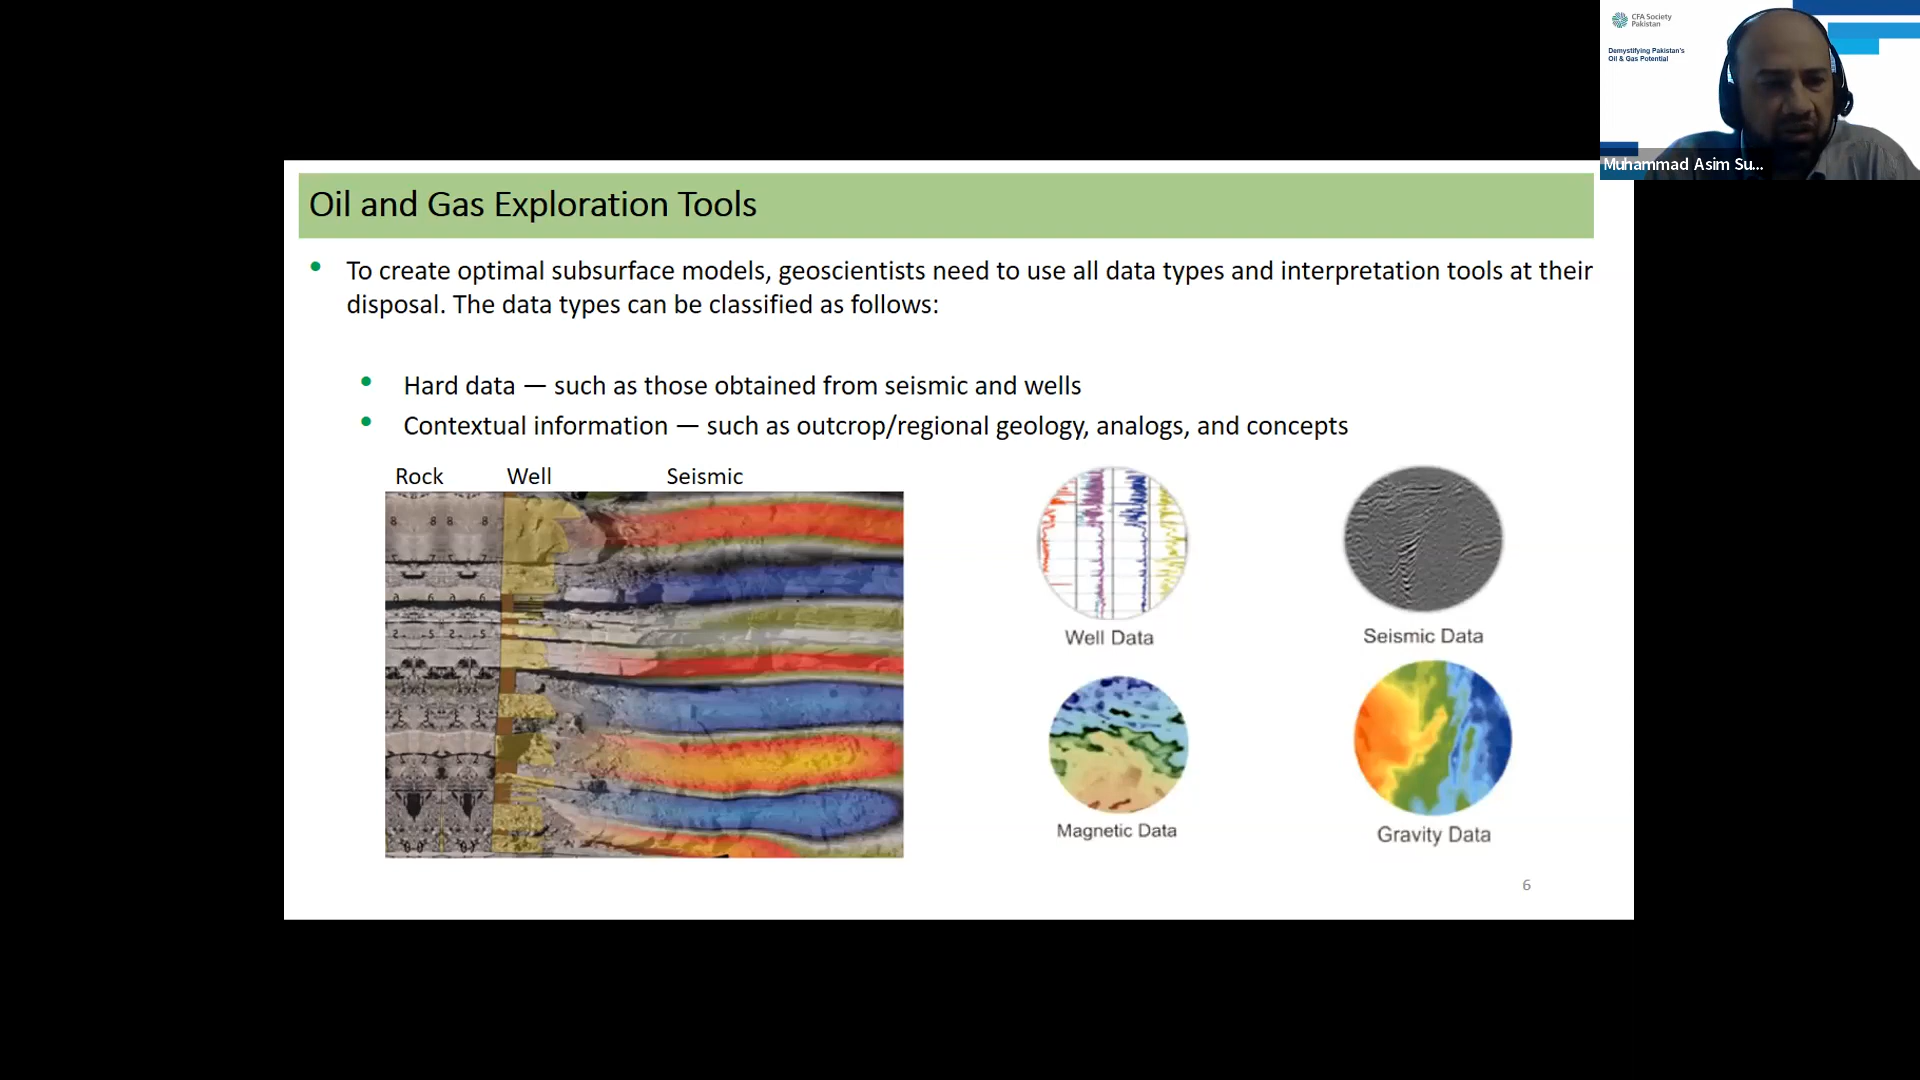 CFA Society
Pakistan
Demystifying Pakistan's
Oil & Gas Potential
Muhammad Asim Su...
Oil and Gas Exploration Tools
• To create optimal subsurface models, geoscientists need to use all data types and interpretation tools at their
disposal. The data types can be classified as follows:
• Hard data — such as those obtained from seismic and wells
• Contextual information — such as outcrop/regional geology, analogs, and concepts
Rock Well Seismic
Well Data
Seismic Data
Magnetic Data
Gravity Data
6